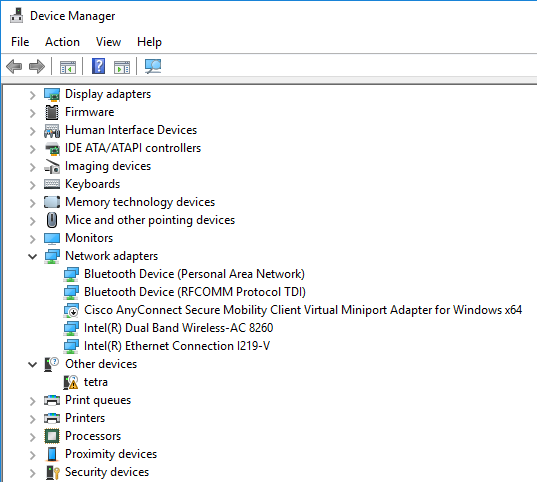 Device Manager
File Action View Help
Display adapters
Firmware
Human Interface Devices
IDE ATA/ATAPI controllers
Imaging devices
Keyboards
Memory technology devices
Mice and other pointing devices
Monitors
Network adapters
Bluetooth Device (Personal Area Network)
Bluetooth Device (RFCOMM Protocol TDI)
Cisco AnyConnect Secure Mobility Client Virtual Miniport Adapter for Windows x64
Intel(R) Dual Band Wireless-AC 8260
Intel(R) Ethernet Connection I219-V
Other devices
tetra
Print queues
Printers
Processors
Proximity devices
Security devices